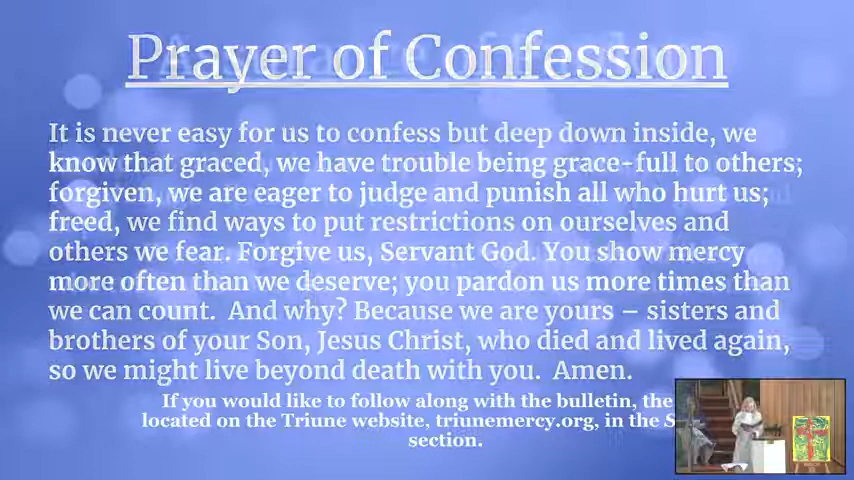 Prayer of Confession
It is never easy for us to confess but deep down inside, we
know that graced, we have trouble being grace-full to others;
forgiven, we are eager to judge and punish all who hurt us;
freed, we find ways to put restrictions on ourselves and
others we fear. Forgive us, Servant God. You show mercy
more often than we deserve; you pardon us more times than
we can count.  And why? Because we are yours – sisters and
brothers of your Son, Jesus Christ, who died and lived again,
so we might live beyond death with you.  Amen.
If you would like to follow along with the bulletin, the
located on the Triune website, triunemercy.org, in the S
section.